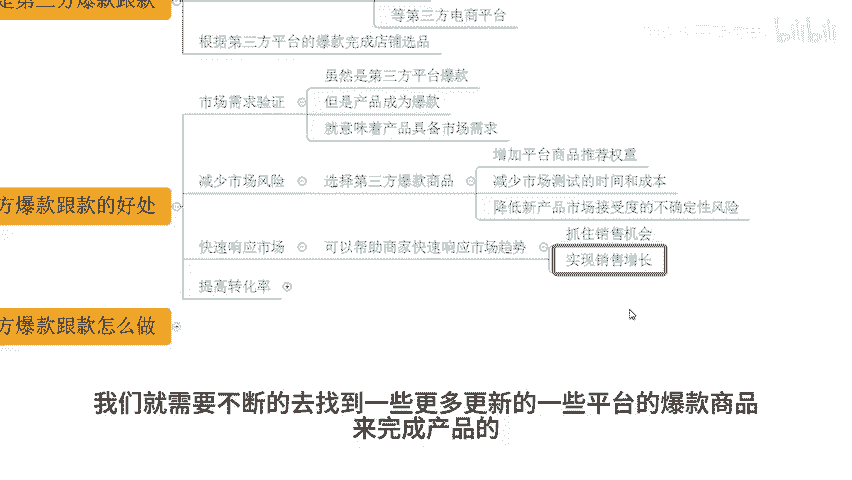 是第三方爆款跟款
等第三方电商平台
根据第三方平台的爆款完成店铺选品
虽然是第三方平台爆款
市场需求验证
但是产品成为爆款
就意味着产品具备市场需求
增加平台商品推荐权重
减少市场风险
选择第三方爆款商品
减少市场测试的时间和成本
方爆款跟款的好处
降低新产品市场接受度的不确定性风险
抓住销售机会
快速响应市场
可以帮助商家快速响应市场趋势
实现销售增长
提高转化率
方爆款跟款怎么做
我们就需要不断的去找到一些更多更新的一些平台的爆款商品
来完成产品的
bilibili